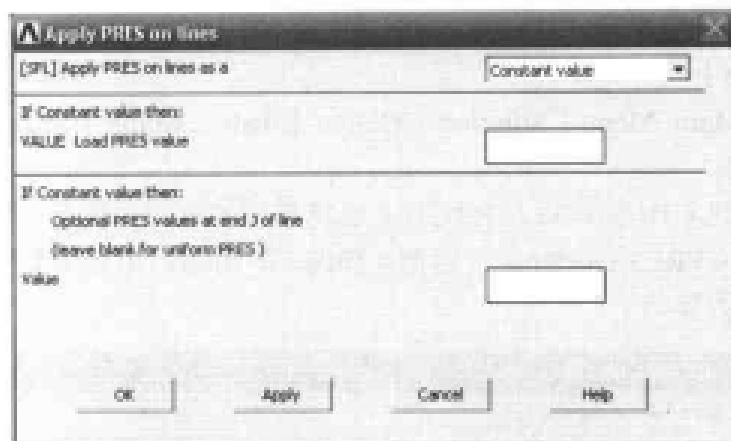 Apply PRES on lines
[SFL] Apply PRES on lines as a Constant value
If Constant value then:
VALUE Load PRES value
If Constant value then:
Optional PRES values at end J of line
(leave blank for uniform PRES )
Value
OK Apply Cancel Help